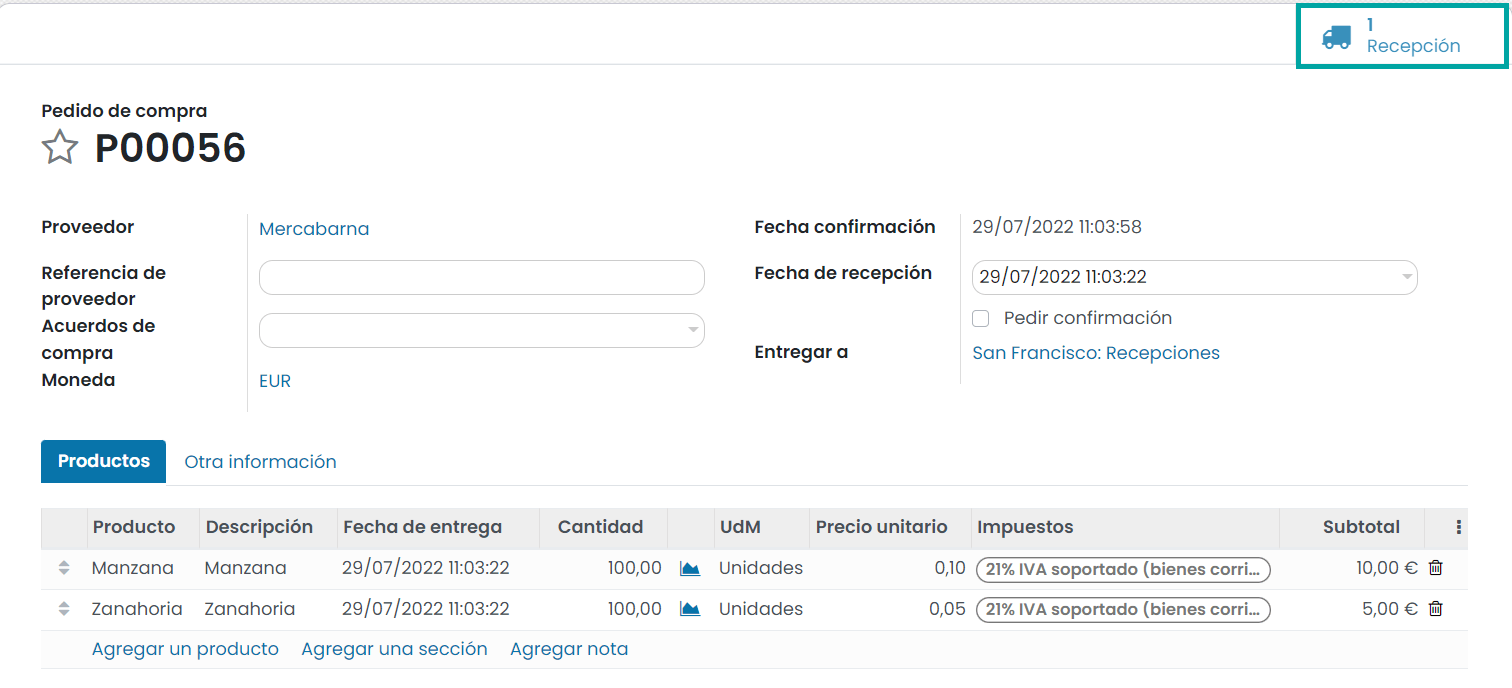 1
Recepción
Pedido de compra
P00056
Proveedor
Mercabarna
Referencia de
proveedor
Acuerdos de
compra
Moneda
EUR
Fecha confirmación
29/07/2022 11:03:58
Fecha de recepción
29/07/2022 11:03:22
Pedir confirmación
Entregar a
San Francisco: Recepciones
Productos Otra información
Producto Descripción Fecha de entrega Cantidad UdM Precio unitario Impuestos Subtotal
Manzana Manzana 29/07/2022 11:03:22 100,00 Unidades 0,10 21% IVA soportado (bienes corri... 10,00 €
Zanahoria Zanahoria 29/07/2022 11:03:22 100,00 Unidades 0,05 21% IVA soportado (bienes corri... 5,00 €
Agregar un producto Agregar una sección Agregar nota